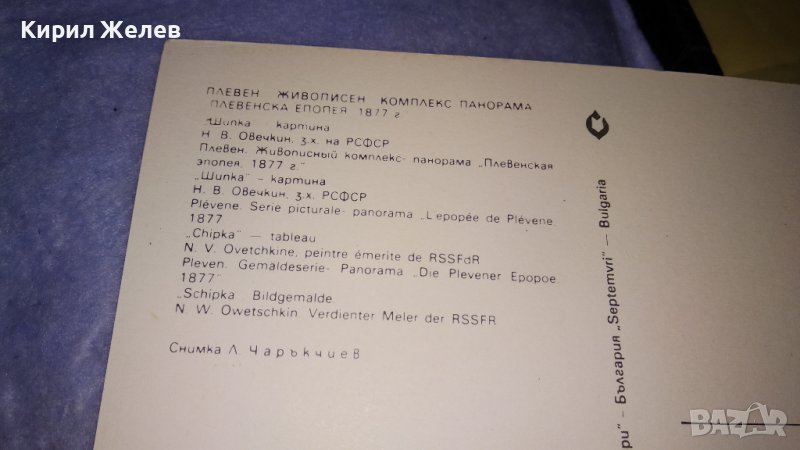 Кирил Желев
ПЛЕВЕН. ЖИВОПИСЕН КОМПЛЕКС ПАНОРАМА
ПЛЕВЕНСКА ЕПОПЕЯ 1877 г.
„Шипка" - картина
Н. В. Овечкин, з.х. на РСФСР
Плевен. Живописный комплекс- панорама „Плевенская
эпопея, 1877 г."
„Шипка" - картина
Н. В. Овечкин, з.х. РСФСР
Plévene. Serie picturale- panorama „L epopée de Plévene.
1877
„Chipka" — tableau
N. V. Ovetchkine, peintre émerite de RSSFdR
Pleven. Gemaldeserie- Panorama „Die Plevener Epopoe
1877"
„Schipka Bildgemalde
N. W. Owetschkin Verdienter Meler der RSSFR
Снимка Л. Чаръкчиев
ри" – България „Septemvri" – Bulgaria
BAZAR